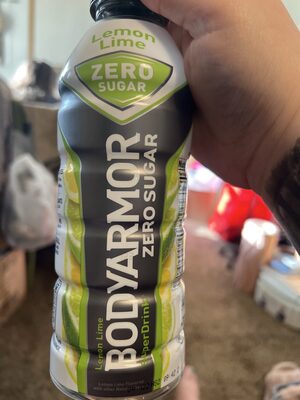 Lemon
Lime
ZERO
SUGAR
BODYARMOR
ZERO SUGAR
Lemon Lime
SuperDrink